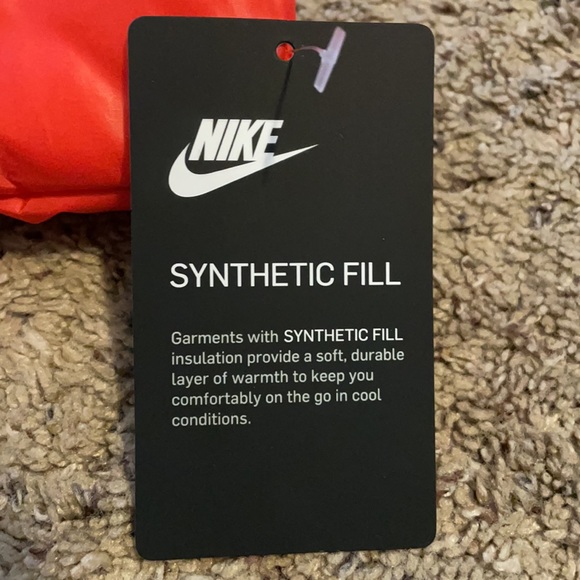 NIKE
SYNTHETIC FILL
Garments with SYNTHETIC FILL
insulation provide a soft, durable
layer of warmth to keep you
comfortably on the go in cool
conditions.